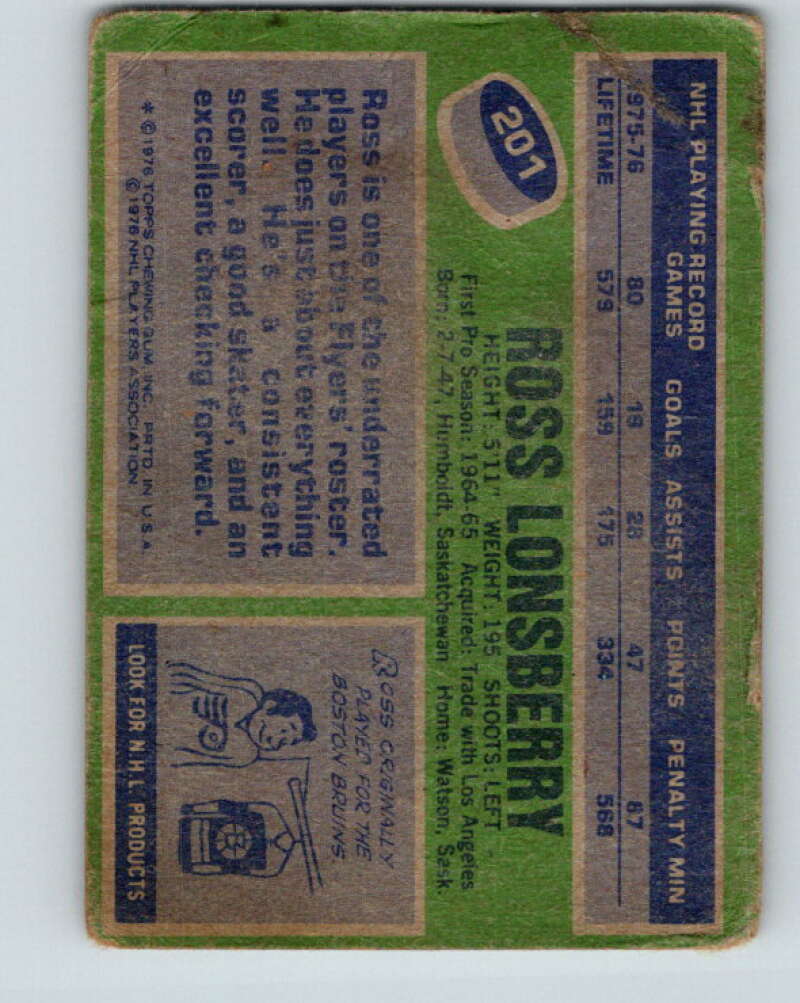 NHL PLAYING RECORD
GAMES GOALS ASSISTS POINTS PENALTY MIN
1975-76 80 19 28 47 87
LIFETIME 579 159 175 334 568
201
ROSS LONSBERRY
HEIGHT: 5'11" WEIGHT: 195 SHOOTS: LEFT
First Pro Season: 1964-65 Acquired: Trade with Los Angeles
Born: 2-7-47, Humboldt, Saskatchewan Home: Watson, Sask.
Ross is one of the underrated
players on the Flyers' roster.
He does just about everything
well. He's a consistent
scorer, a good skater, and an
excellent checking forward.
* © 1976 TOPPS CHEWING GUM, INC. PRTD. IN U.S.A.
© 1976 NHL PLAYERS ASSOCIATION
ROSS ORIGINALLY
PLAYED FOR THE
BOSTON BRUINS.
LOOK FOR N.H.L. PRODUCTS